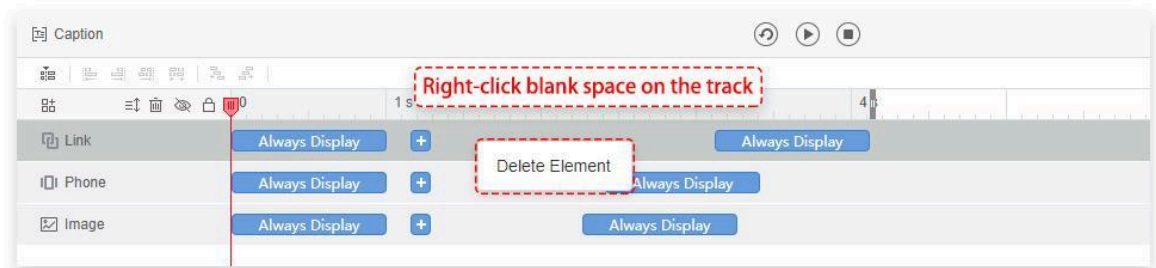 Caption
Right-click blank space on the track
0 1 s 4
Link Always Display + Always Display
Delete Element
Phone Always Display + Always Display
Image Always Display + Always Display